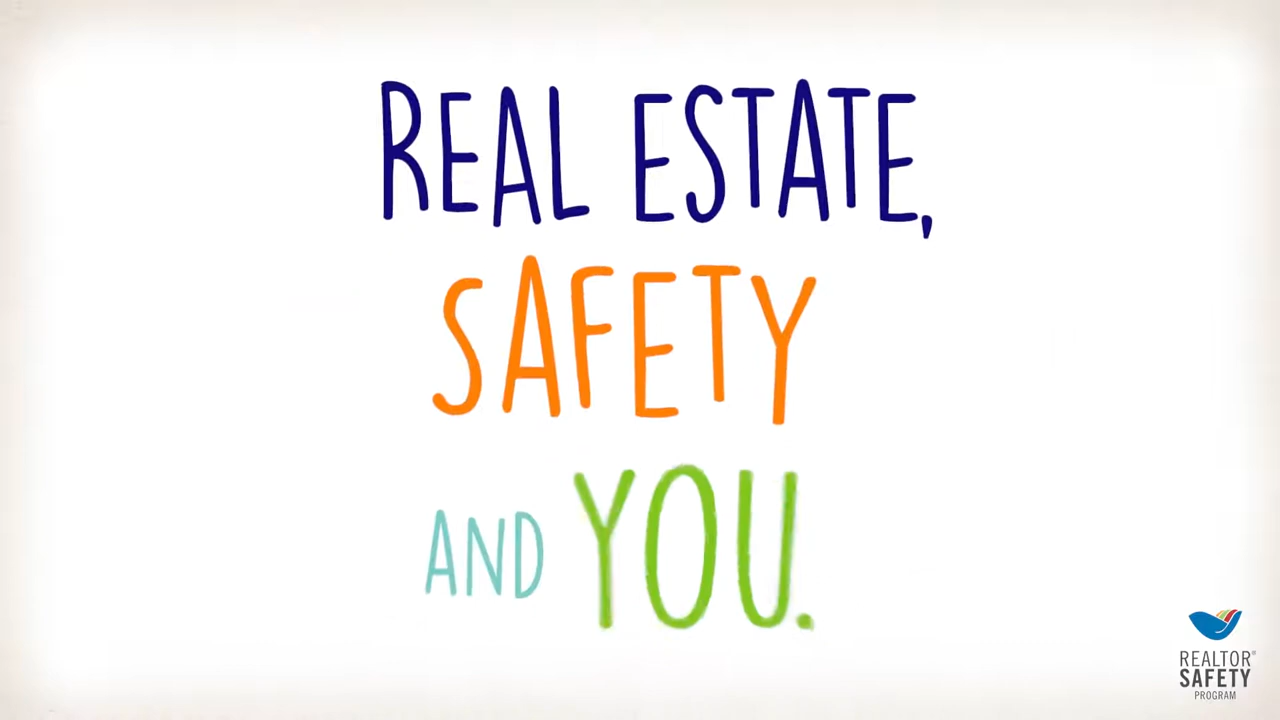 REAL ESTATE,
SAFETY
AND YOU.
REALTOR®
SAFETY
PROGRAM